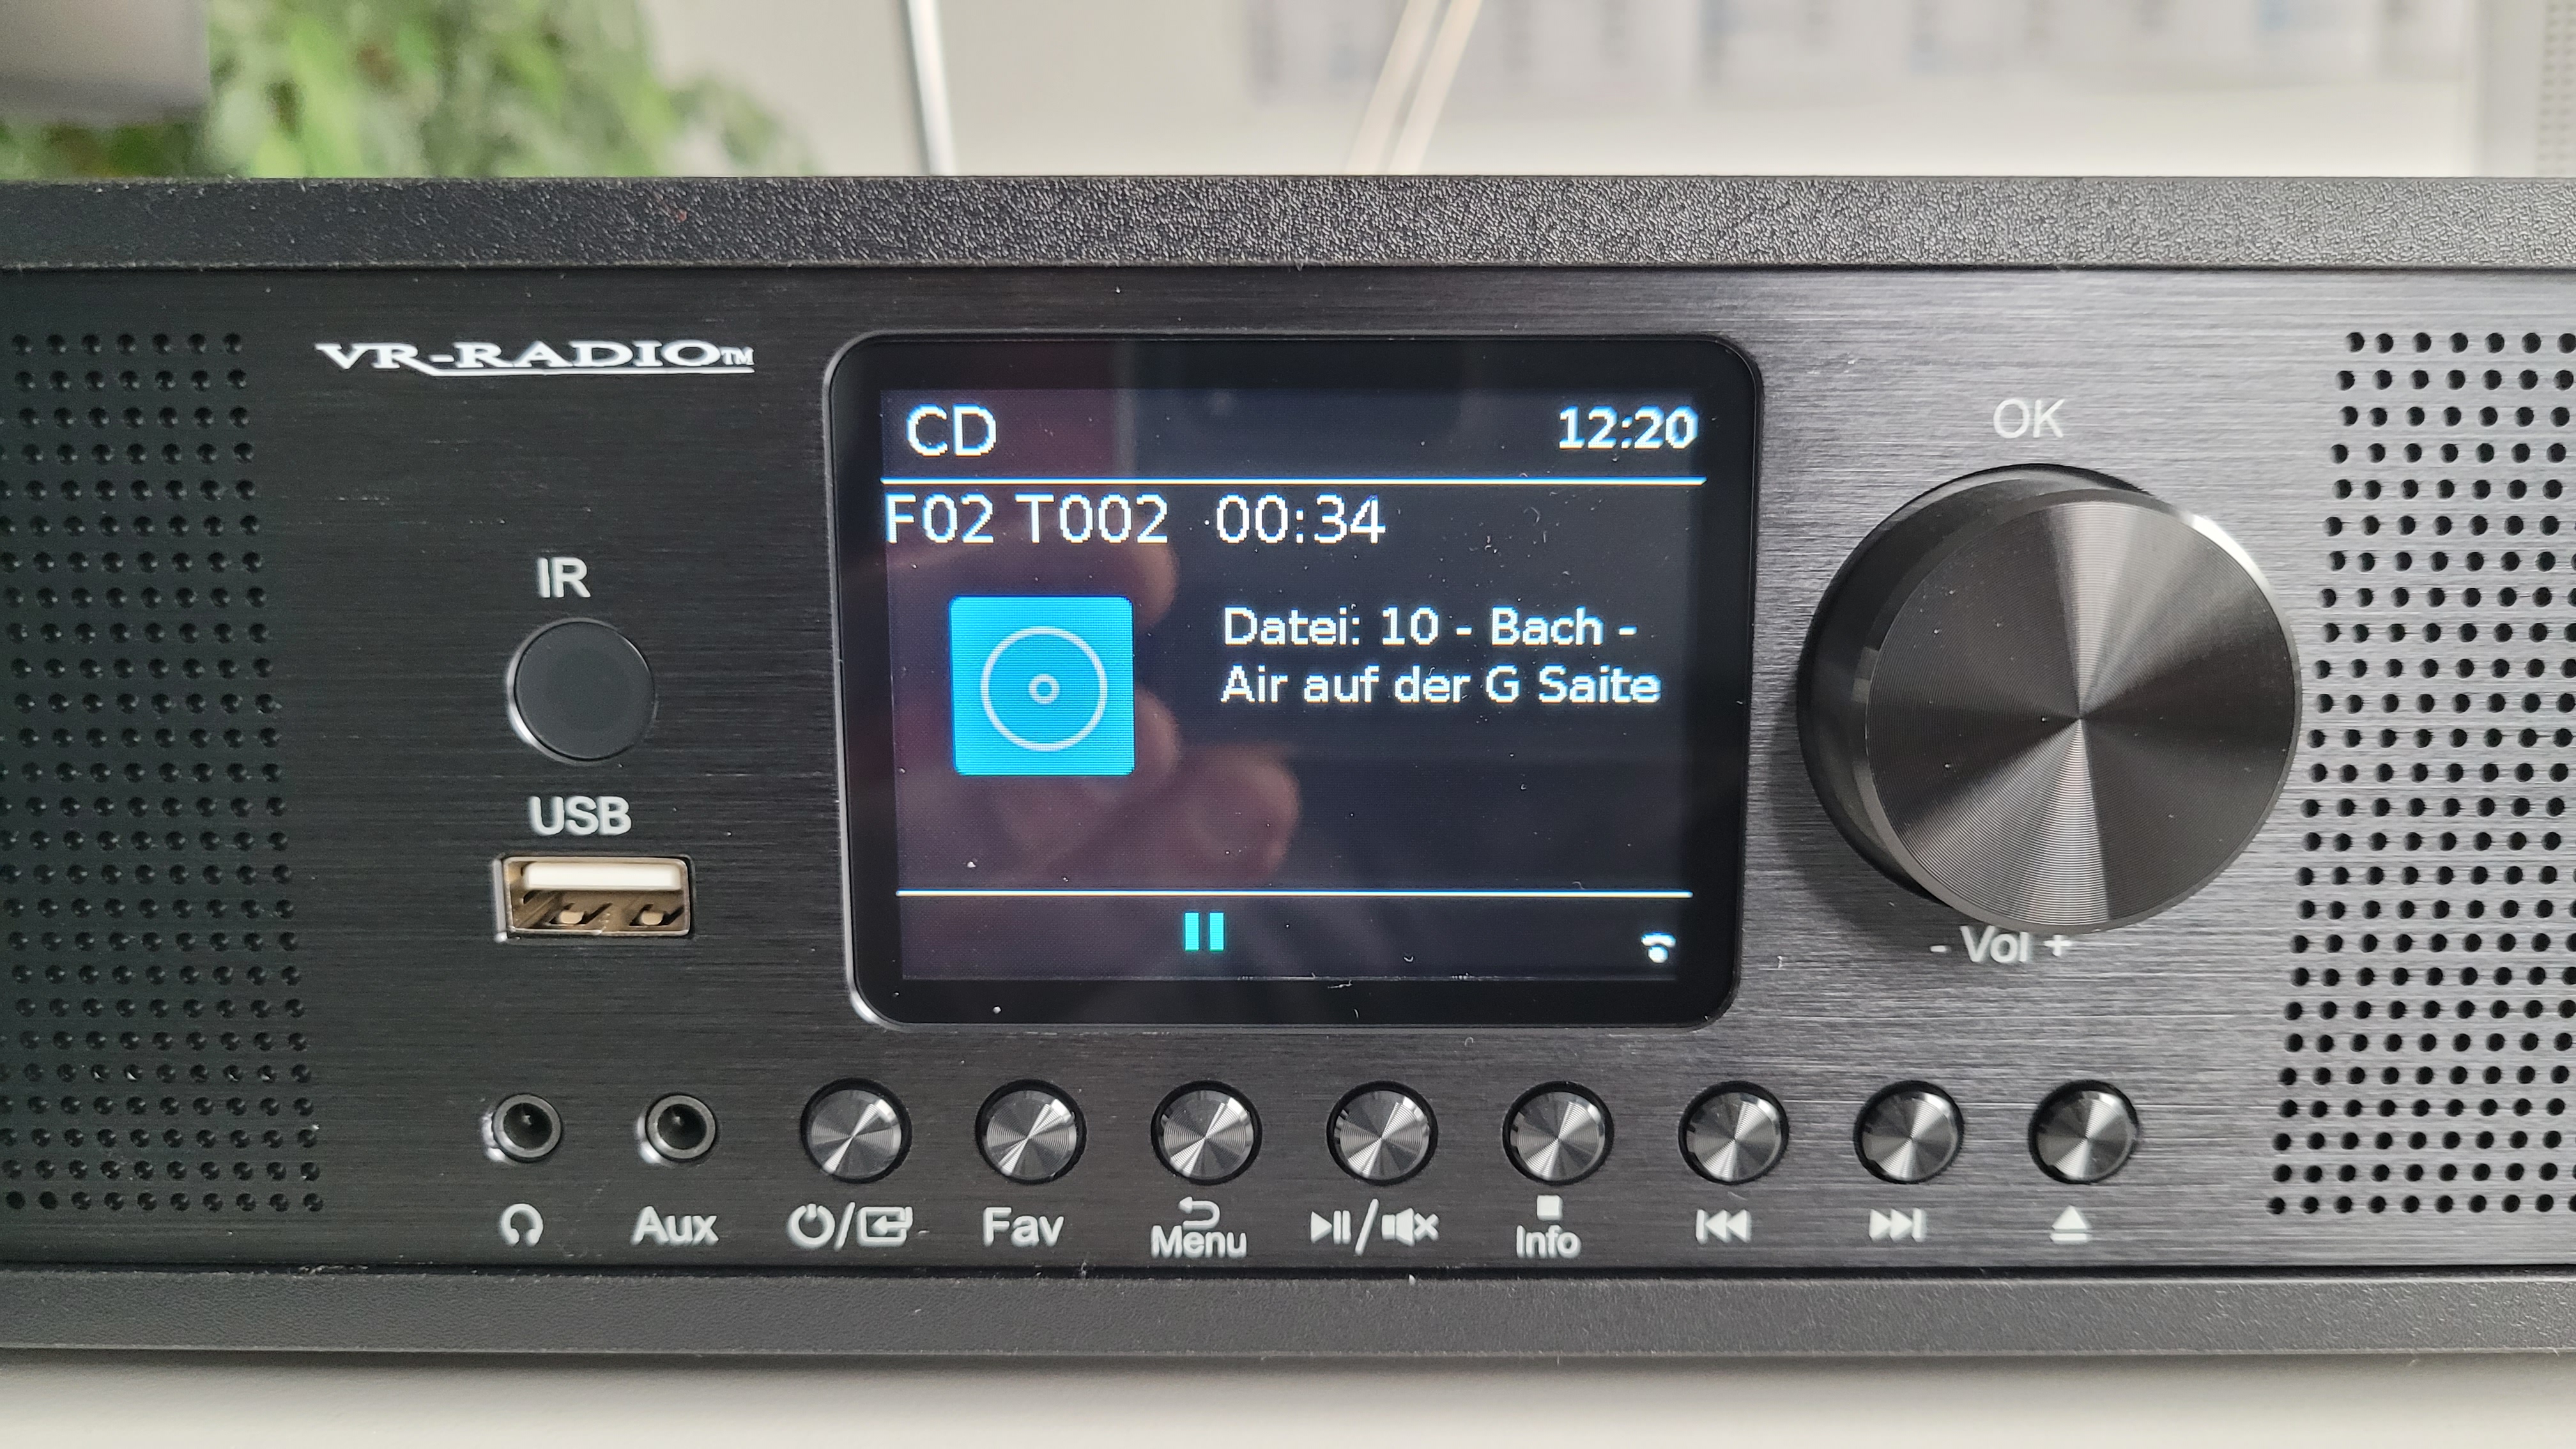 VR-RADIO™
CD 12:20
F02 T002 00:34
Datei: 10 - Bach -
Air auf der G Saite
OK
- Vol +
IR
USB
Aux
Fav
Menu
Info